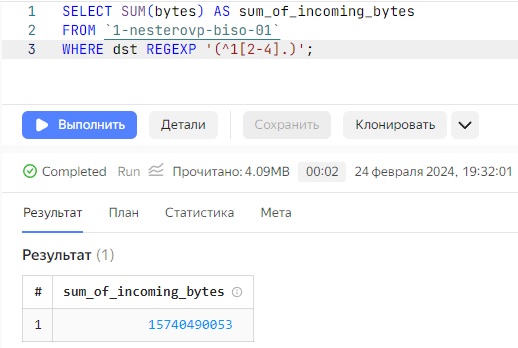 1 SELECT SUM(bytes) AS sum_of_incoming_bytes
2 FROM `1-nesterovp-biso-01`
3 WHERE dst REGEXP '(^1[2-4].)';
Выполнить Детали Сохранить Клонировать
Completed Run Прочитано: 4.09MB 00:02 24 февраля 2024, 19:32:01
Результат План Статистика Мета
Результат (1)
# sum_of_incoming_bytes
1 15740490053